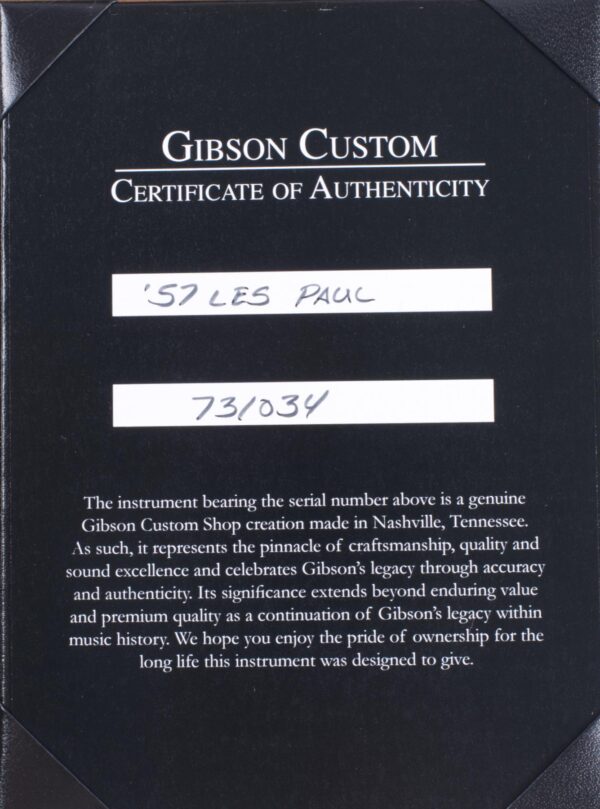 GIBSON CUSTOM
CERTIFICATE OF AUTHENTICITY
'57 LES PAUL
731034
The instrument bearing the serial number above is a genuine
Gibson Custom Shop creation made in Nashville, Tennessee.
As such, it represents the pinnacle of craftsmanship, quality and
sound excellence and celebrates Gibson's legacy through accuracy
and authenticity. Its significance extends beyond enduring value
and premium quality as a continuation of Gibson's legacy within
music history. We hope you enjoy the pride of ownership for the
long life this instrument was designed to give.